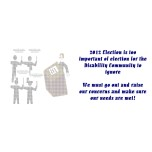 2012 Election is too
important of election for the
Disability Community to
ignore
We must go out and raise
our concerns and make sure
our needs are met!